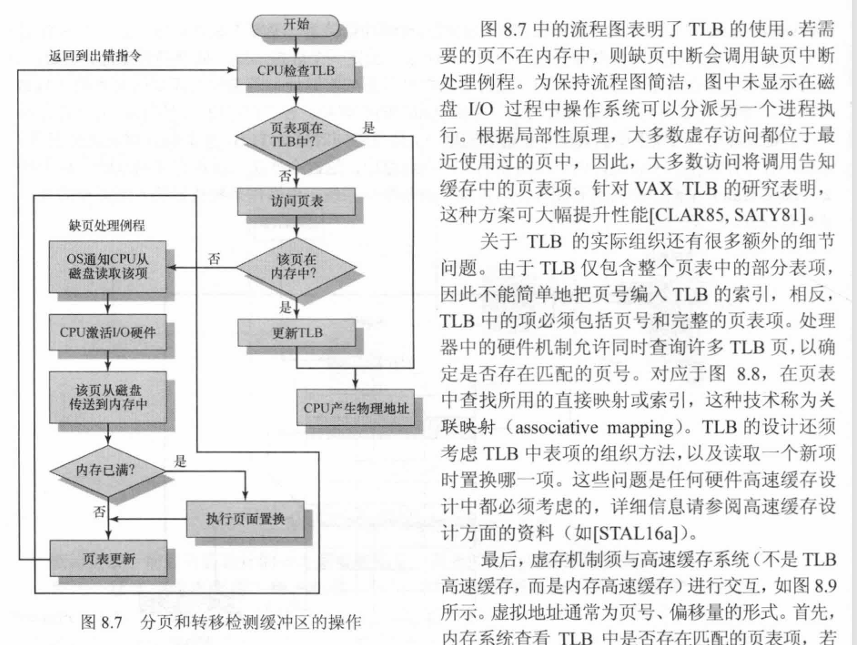 开始
返回到出错指令
CPU检查TLB
页表项在
TLB中？
是
否
访问页表
缺页处理例程
OS通知CPU从
磁盘读取该项
否
该页在
内存中？
是
CPU激活I/O硬件
更新TLB
该页从磁盘
传送到内存中
CPU产生物理地址
内存已满？
是
否
执行页面置换
页表更新
图 8.7 分页和转移检测缓冲区的操作
图 8.7 中的流程图表明了 TLB 的使用。若需
要的页不在内存中，则缺页中断会调用缺页中断
处理例程。为保持流程图简洁，图中未显示在磁
盘 I/O 过程中操作系统可以分派另一个进程执
行。根据局部性原理，大多数虚存访问都位于最
近使用过的页中，因此，大多数访问将调用告知
缓存中的页表项。针对 VAX TLB 的研究表明，
这种方案可大幅提升性能[CLAR85, SATY81]。
关于 TLB 的实际组织还有很多额外的细节
问题。由于 TLB 仅包含整个页表中的部分表项，
因此不能简单地把页号编入 TLB 的索引，相反，
TLB 中的项必须包括页号和完整的页表项。处理
器中的硬件机制允许同时查询许多 TLB 页，以确
定是否存在匹配的页号。对应于图 8.8，在页表
中查找所用的直接映射或索引，这种技术称为关
联映射（associative mapping）。TLB 的设计还须
考虑 TLB 中表项的组织方法，以及读取一个新项
时置换哪一项。这些问题是任何硬件高速缓存设
计中都必须考虑的，详细信息请参阅高速缓存设
计方面的资料（如[STAL16a]）。
最后，虚存机制须与高速缓存系统（不是 TLB
高速缓存，而是内存高速缓存）进行交互，如图 8.9
所示。虚拟地址通常为页号、偏移量的形式。首先，
内存系统查看 TLB 中是否存在匹配的页表项，若